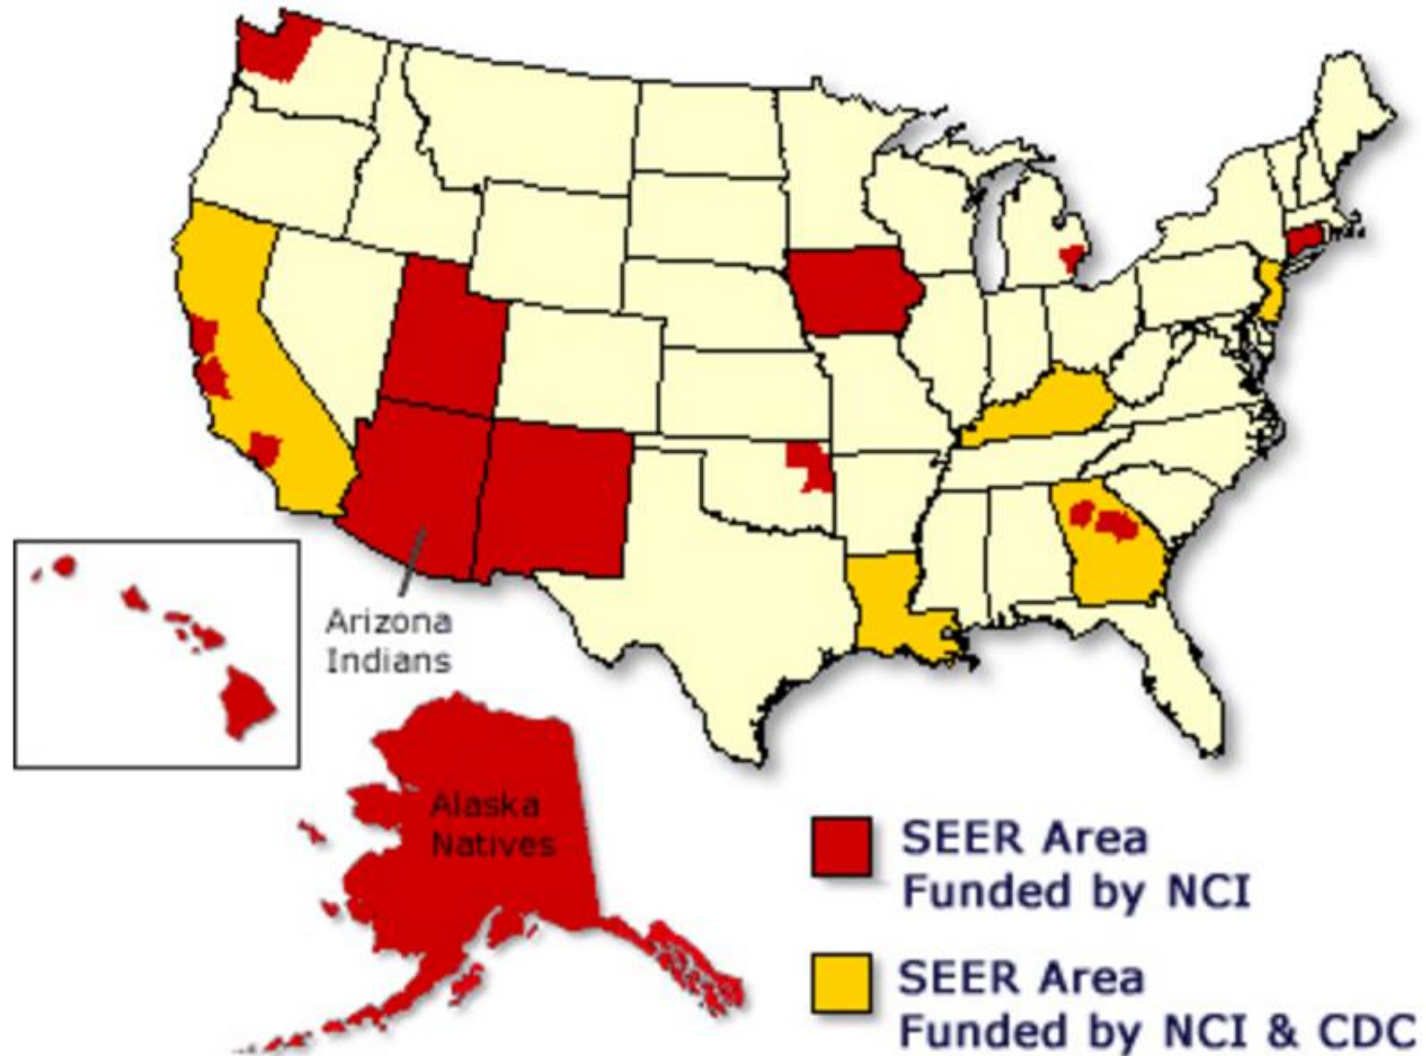 Arizona
Indians
Alaska
Natives
SEER Area
Funded by NCI
SEER Area
Funded by NCI & CDC